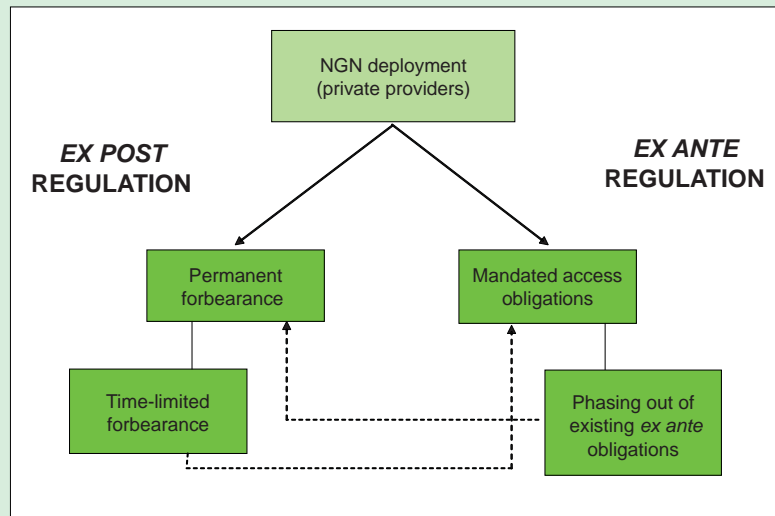 NGN deployment
(private providers)
EX POST
REGULATION
EX ANTE
REGULATION
Permanent
forbearance
Mandated access
obligations
Time-limited
forbearance
Phasing out of
existing ex ante
obligations